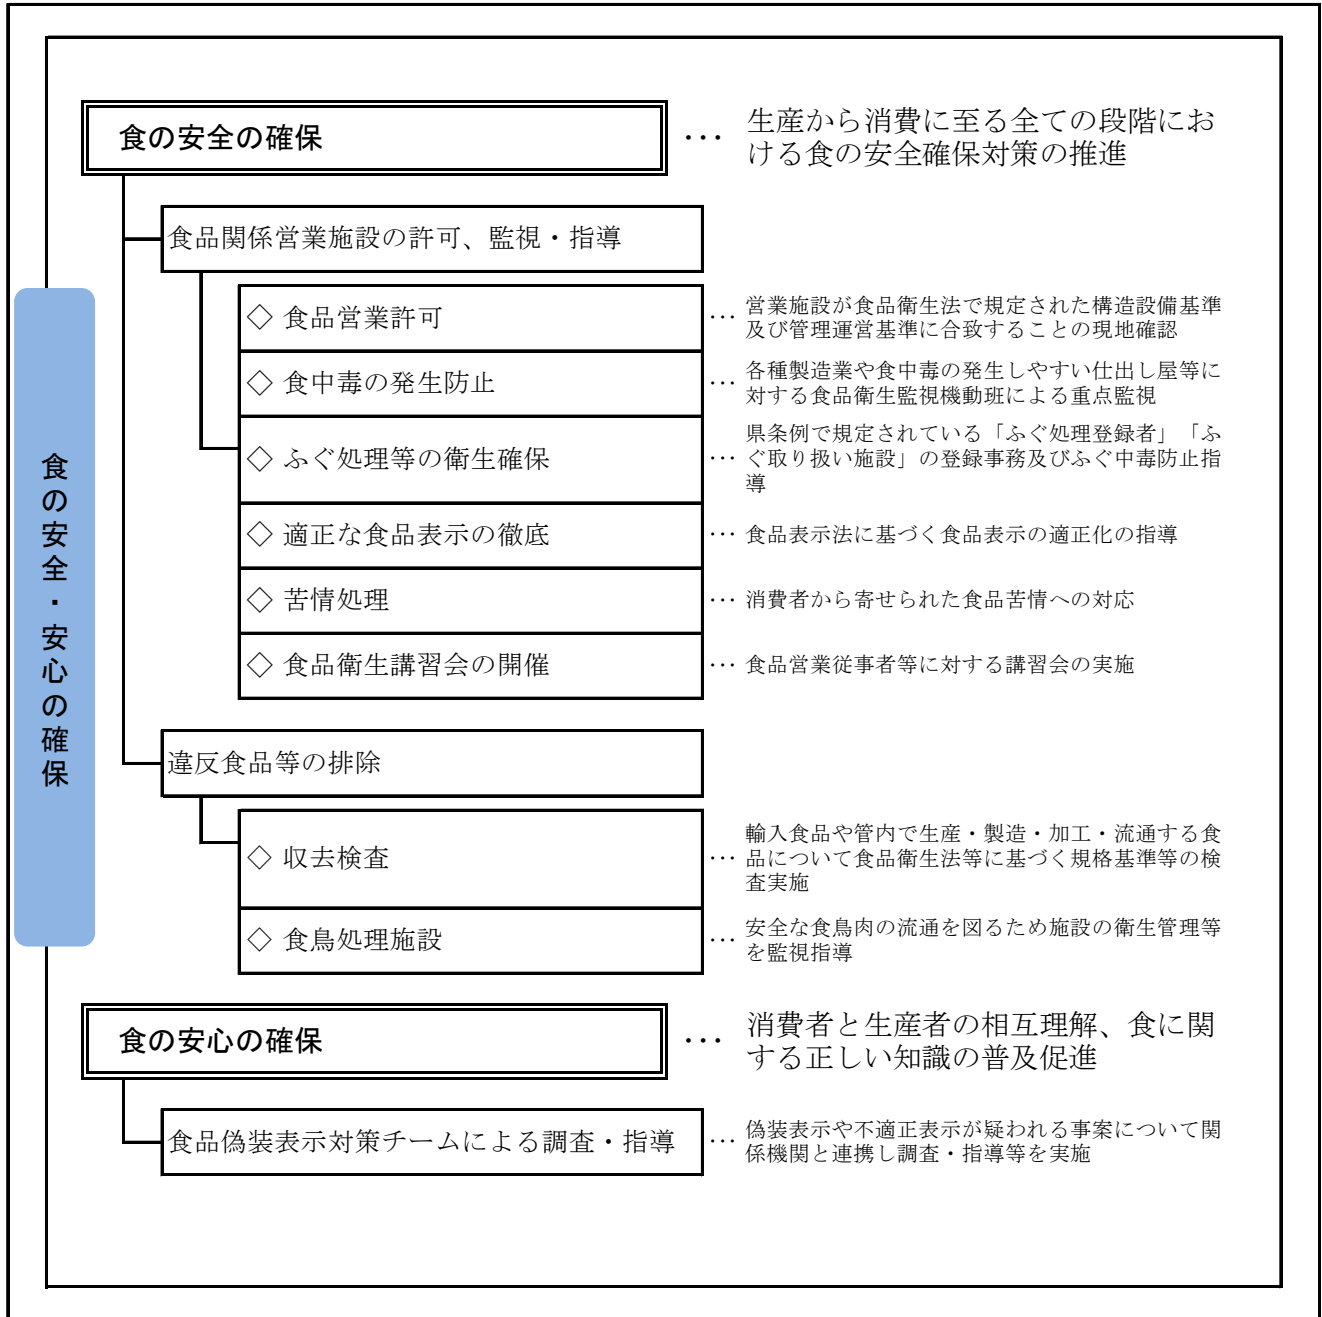 食の安全・安心の確保
食の安全の確保
… 生産から消費に至る全ての段階にお
ける食の安全確保対策の推進
食品関係営業施設の許可、監視・指導
◇ 食品営業許可
… 営業施設が食品衛生法で規定された構造設備基準
及び管理運営基準に合致することの現地確認
◇ 食中毒の発生防止
… 各種製造業や食中毒の発生しやすい仕出し屋等に
対する食品衛生監視機動班による重点監視
◇ ふぐ処理等の衛生確保
… 県条例で規定されている「ふぐ処理登録者」「ふ
ぐ取り扱い施設」の登録事務及びふぐ中毒防止指
導
◇ 適正な食品表示の徹底
… 食品表示法に基づく食品表示の適正化の指導
◇ 苦情処理
… 消費者から寄せられた食品苦情への対応
◇ 食品衛生講習会の開催
… 食品営業従事者等に対する講習会の実施
違反食品等の排除
◇ 収去検査
… 輸入食品や管内で生産・製造・加工・流通する食
品について食品衛生法等に基づく規格基準等の検
査実施
◇ 食鳥処理施設
… 安全な食鳥肉の流通を図るため施設の衛生管理等
を監視指導
食の安心の確保
… 消費者と生産者の相互理解、食に関
する正しい知識の普及促進
食品偽装表示対策チームによる調査・指導
… 偽装表示や不適正表示が疑われる事案について関
係機関と連携し調査・指導等を実施